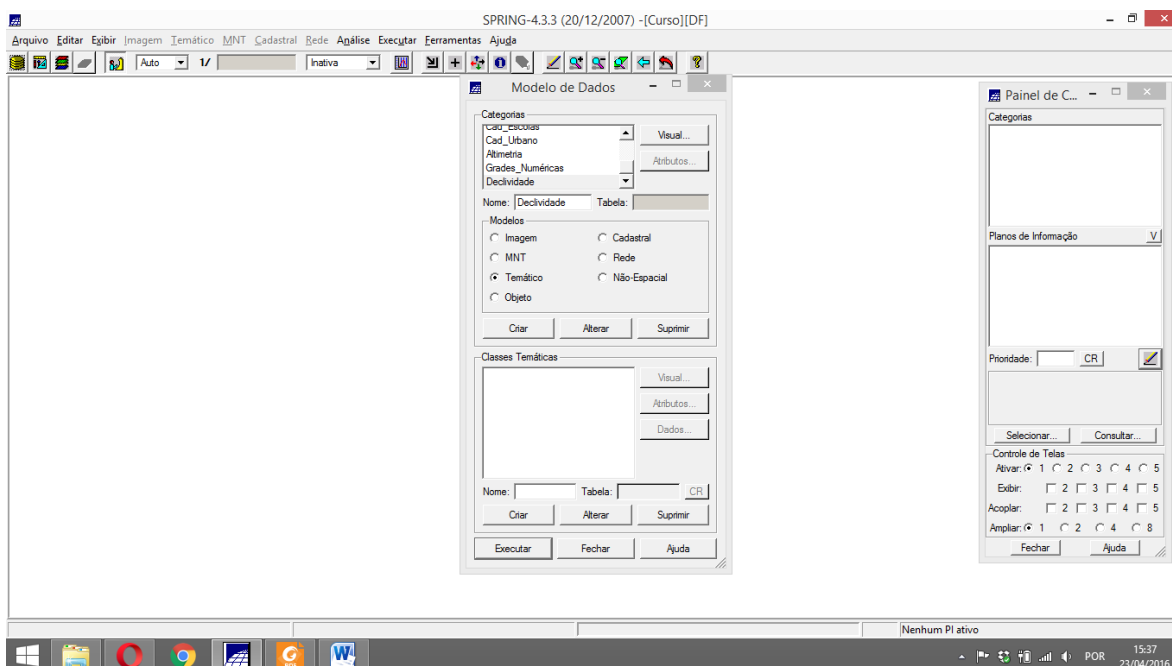 SPRING-4.3.3 (20/12/2007) -[Curso][DF]
Arquivo Editar Exibir Imagem Temático MNT Cadastral Rede Análise Executar Ferramentas Ajuda
Auto 1/ Inativa
Modelo de Dados
Categorias
Cad_Escolas
Cad_Urbano
Altimetria
Grades_Numéricas
Declividade
Visual...
Atributos...
Nome: Declividade Tabela:
Modelos
Imagem Cadastral
MNT Rede
Temático Não-Espacial
Objeto
Criar Alterar Suprimir
Classes Temáticas
Visual...
Atributos...
Dados...
Nome: Tabela: CR
Criar Alterar Suprimir
Executar Fechar Ajuda
Painel de C...
Categorias
Planos de Informação V
Prioridade: CR
Selecionar... Consultar...
Controle de Telas
Ativar: 1 2 3 4 5
Exibir: 2 3 4 5
Acoplar: 2 3 4 5
Ampliar: 1 2 4 8
Fechar Ajuda
Nenhum PI ativo
POR
15:37
23/04/2016